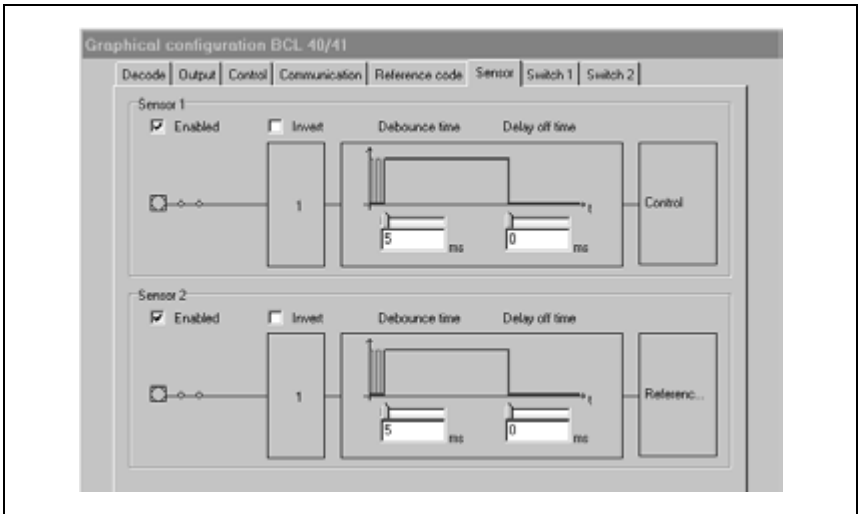 Graphical configuration BCL 40/41
Decode Output Control Communication Reference code Sensor Switch 1 Switch 2
Sensor 1
Enabled Invert Debounce time Delay off time
1 t Control
5 ms 0 ms
Sensor 2
Enabled Invert Debounce time Delay off time
1 t Referenc...
5 ms 0 ms